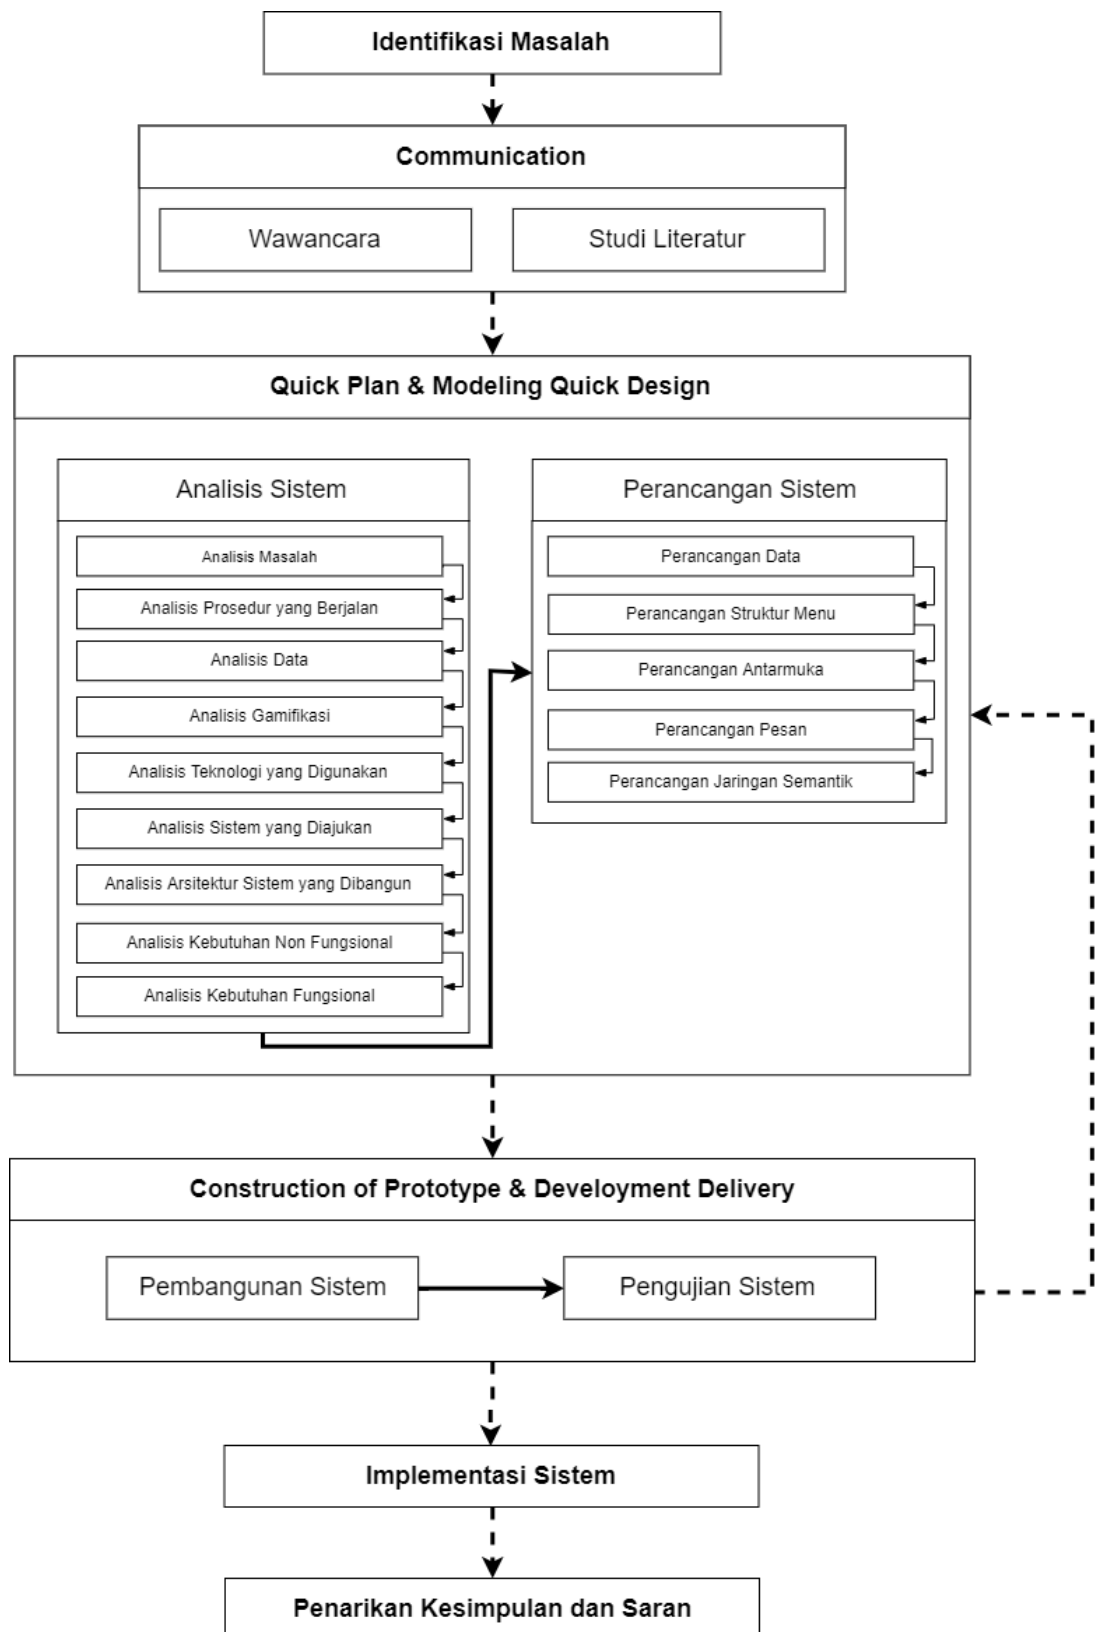 Identifikasi Masalah
Communication
Wawancara
Studi Literatur
Quick Plan & Modeling Quick Design
Analisis Sistem
Analisis Masalah
Analisis Prosedur yang Berjalan
Analisis Data
Analisis Gamifikasi
Analisis Teknologi yang Digunakan
Analisis Sistem yang Diajukan
Analisis Arsitektur Sistem yang Dibangun
Analisis Kebutuhan Non Fungsional
Analisis Kebutuhan Fungsional
Perancangan Sistem
Perancangan Data
Perancangan Struktur Menu
Perancangan Antarmuka
Perancangan Pesan
Perancangan Jaringan Semantik
Construction of Prototype & Develoyment Delivery
Pembangunan Sistem
Pengujian Sistem
Implementasi Sistem
Penarikan Kesimpulan dan Saran